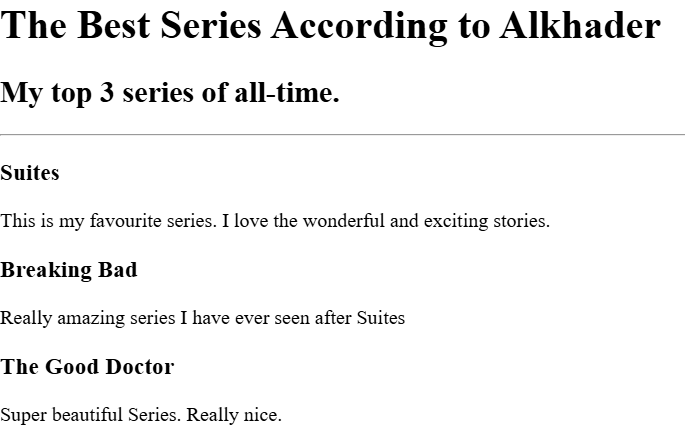 The Best Series According to Alkhader
My top 3 series of all-time.
Suites
This is my favourite series. I love the wonderful and exciting stories.
Breaking Bad
Really amazing series I have ever seen after Suites
The Good Doctor
Super beautiful Series. Really nice.